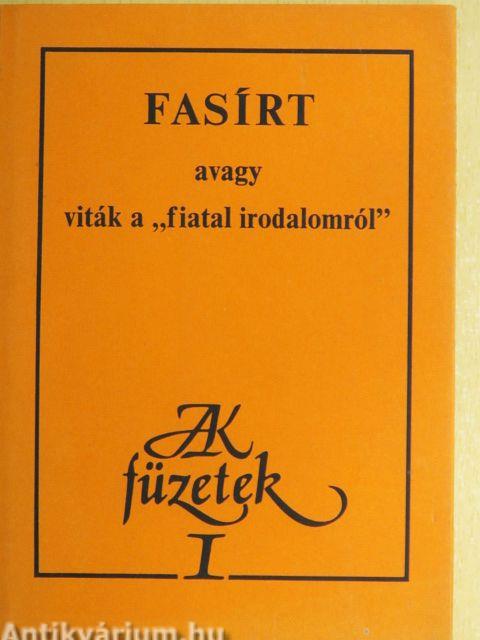 FASÍRT
avagy
viták a „fiatal irodalomról”
AK
füzetek
I
Antikvárium.hu